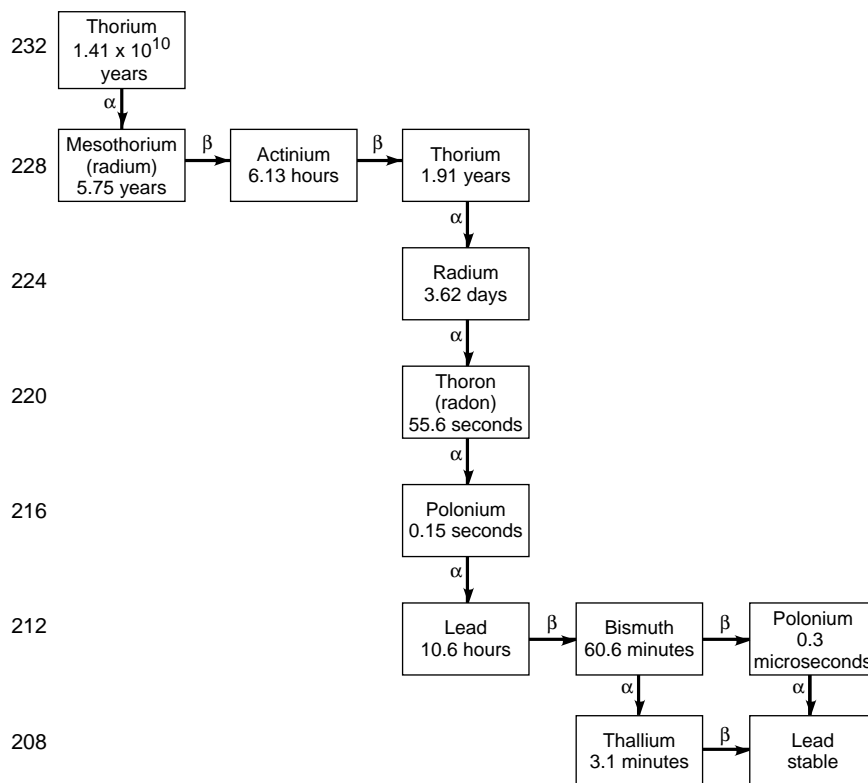 232
Thorium
1.41 x 10^10
years
α
228
Mesothorium
(radium)
5.75 years
β
Actinium
6.13 hours
β
Thorium
1.91 years
α
224
Radium
3.62 days
α
220
Thoron
(radon)
55.6 seconds
α
216
Polonium
0.15 seconds
α
212
Lead
10.6 hours
β
Bismuth
60.6 minutes
β
Polonium
0.3
microseconds
α
α
208
Thallium
3.1 minutes
β
Lead
stable